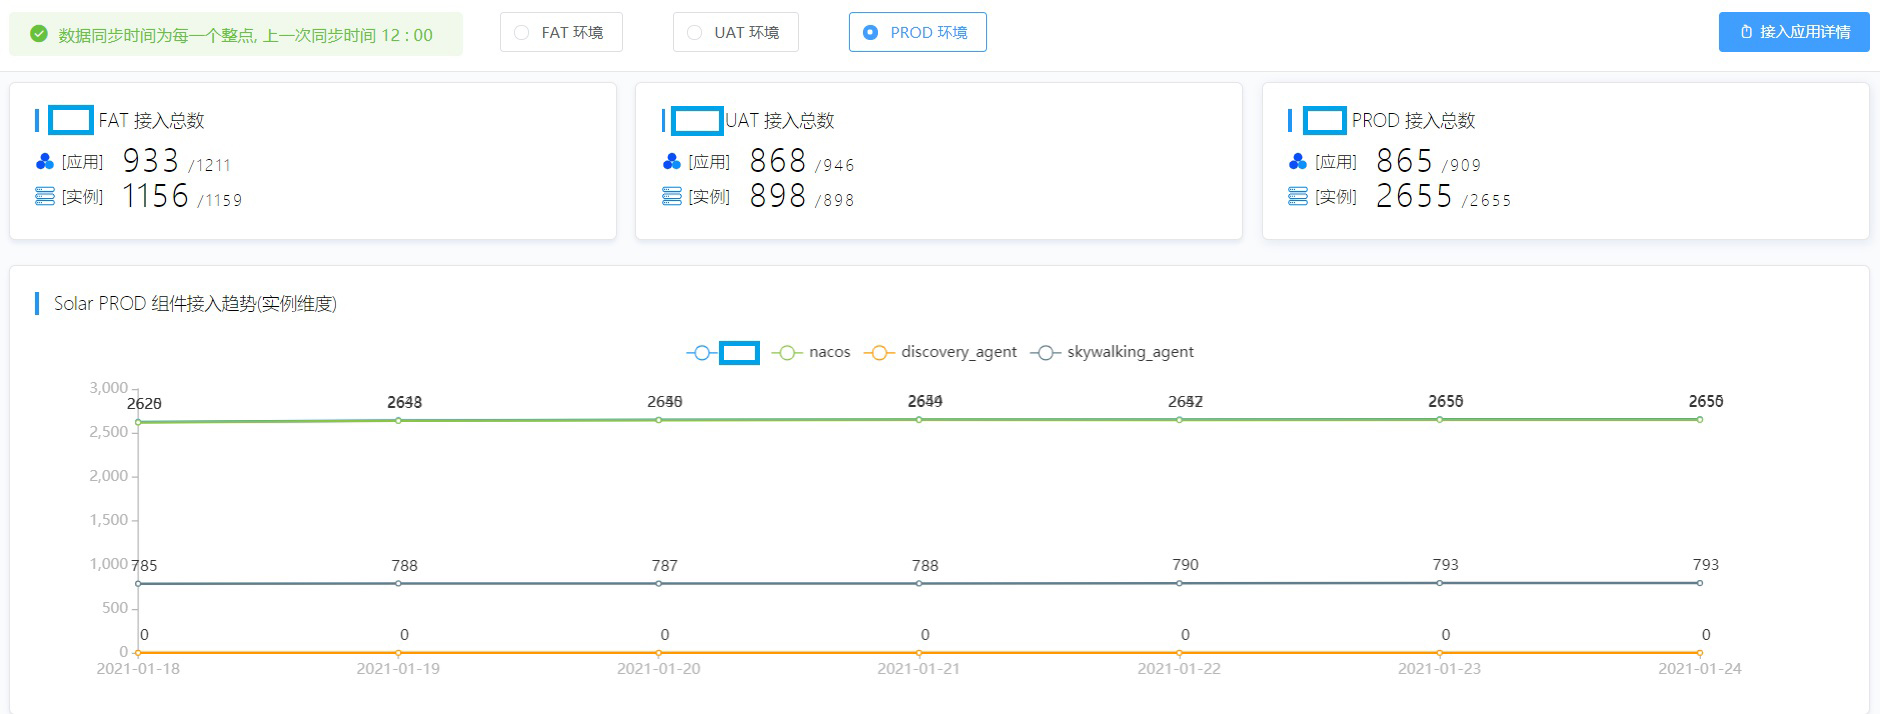 数据同步时间为每一个整点, 上一次同步时间 12 : 00
FAT 环境
UAT 环境
PROD 环境
接入应用详情
FAT 接入总数
[应用] 933 /1211
[实例] 1156 /1159
UAT 接入总数
[应用] 868 /946
[实例] 898 /898
PROD 接入总数
[应用] 865 /909
[实例] 2655 /2655
Solar PROD 组件接入趋势(实例维度)
nacos discovery_agent skywalking_agent
3,000
2,500
2,000
1,500
1,000
785 788 787 788 790 793 793
500
0 0 0 0 0 0 0
0
2021-01-18 2021-01-19 2021-01-20 2021-01-21 2021-01-22 2021-01-23 2021-01-24